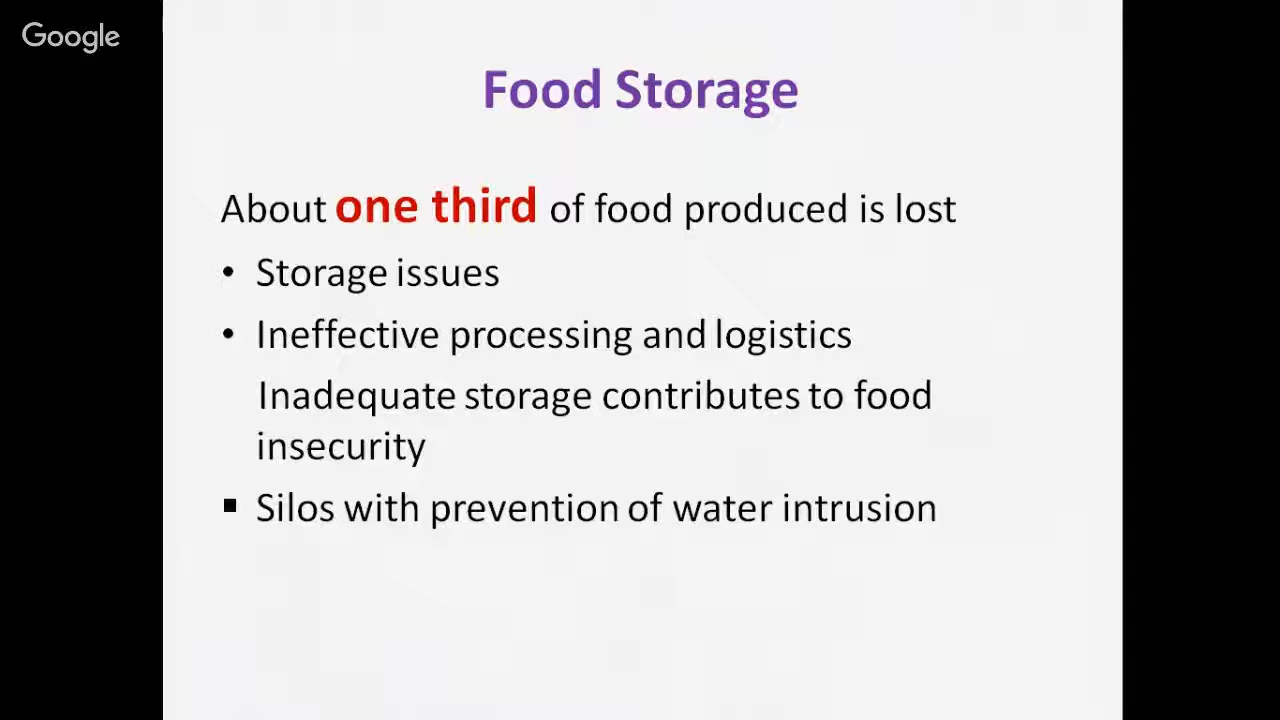 Google
Food Storage
About one third of food produced is lost
• Storage issues
• Ineffective processing and logistics
Inadequate storage contributes to food
insecurity
▪ Silos with prevention of water intrusion